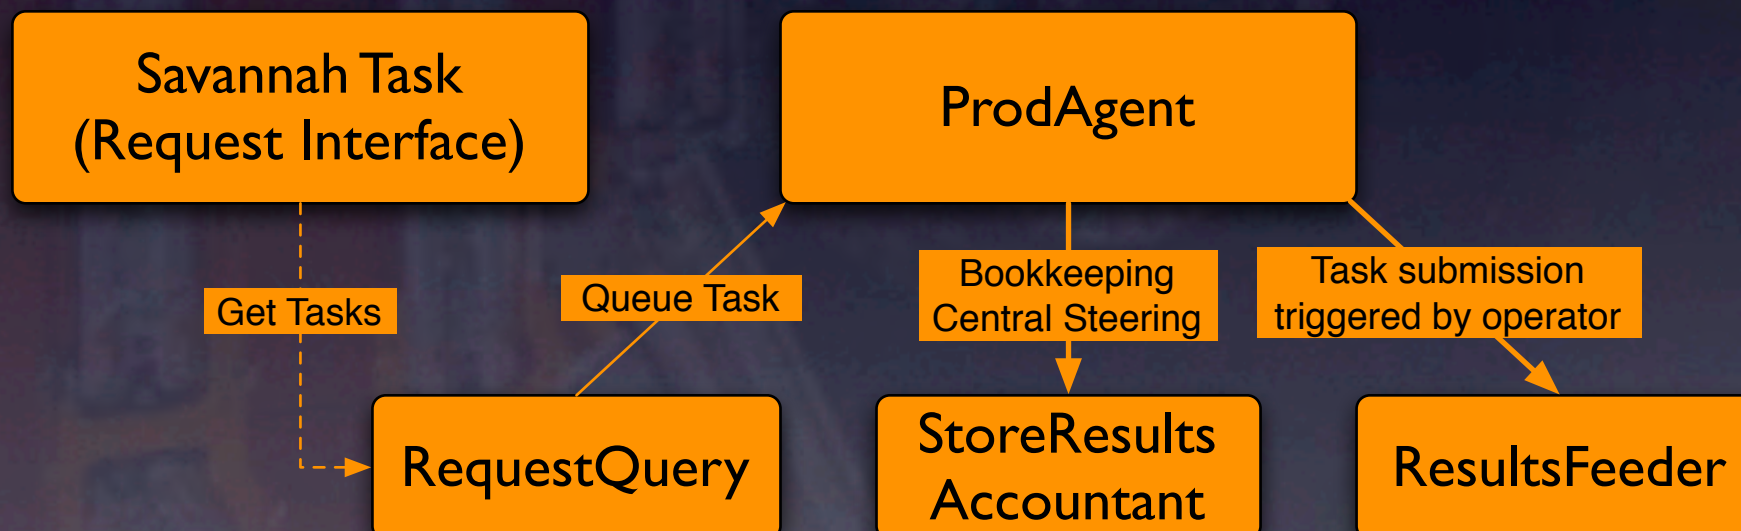 Savannah Task
(Request Interface)
ProdAgent
Get Tasks
Queue Task
Bookkeeping
Central Steering
Task submission
triggered by operator
RequestQuery
StoreResults
Accountant
ResultsFeeder